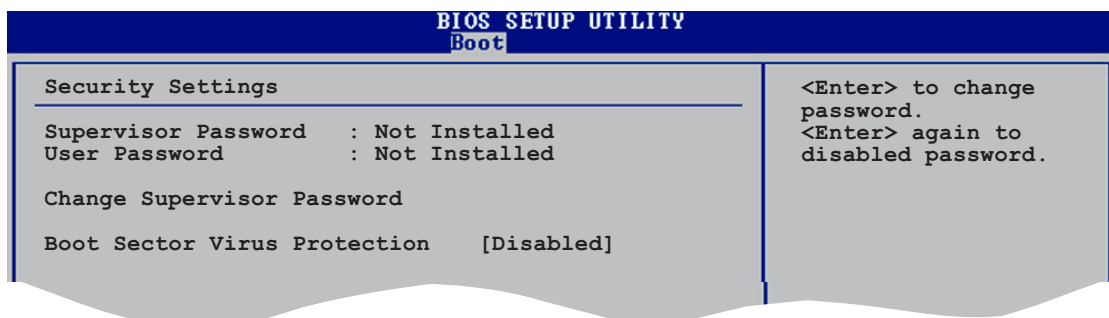 BIOS SETUP UTILITY
Boot
Security Settings
Supervisor Password : Not Installed
User Password : Not Installed
Change Supervisor Password
Boot Sector Virus Protection [Disabled]
<Enter> to change
password.
<Enter> again to
disabled password.